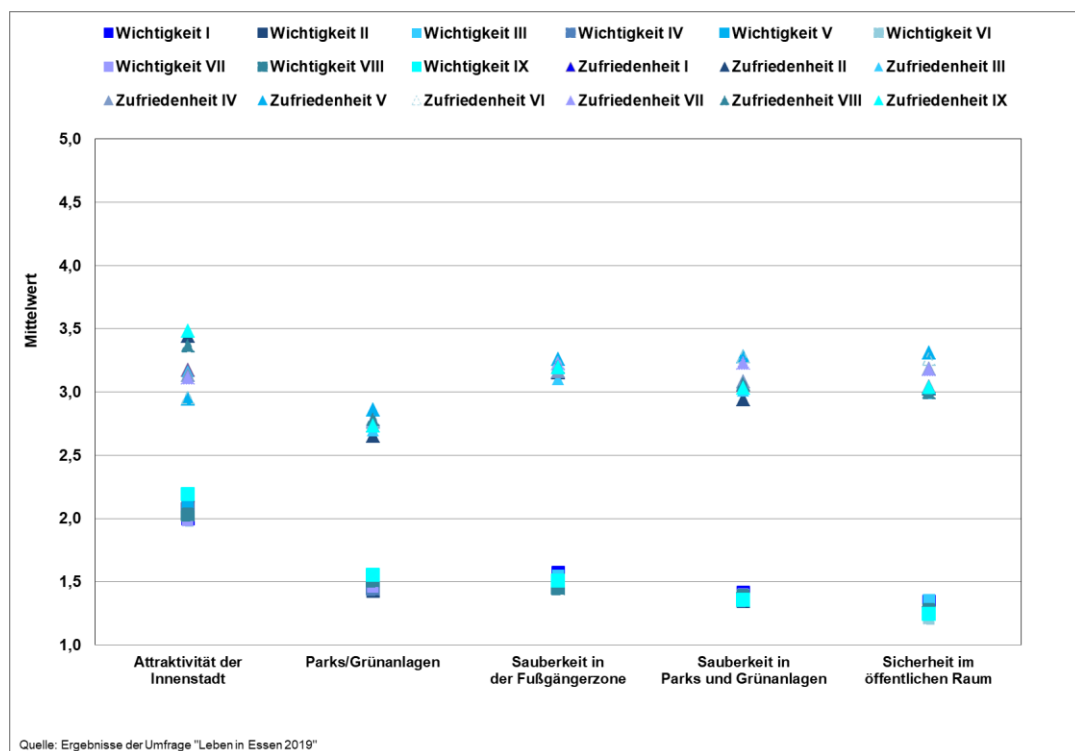 Wichtigkeit I Wichtigkeit II Wichtigkeit III Wichtigkeit IV Wichtigkeit V Wichtigkeit VI
Wichtigkeit VII Wichtigkeit VIII Wichtigkeit IX Zufriedenheit I Zufriedenheit II Zufriedenheit III
Zufriedenheit IV Zufriedenheit V Zufriedenheit VI Zufriedenheit VII Zufriedenheit VIII Zufriedenheit IX
Mittelwert
5,0
4,5
4,0
3,5
3,0
2,5
2,0
1,5
1,0
Attraktivität der
Innenstadt
Parks/Grünanlagen
Sauberkeit in
der Fußgängerzone
Sauberkeit in
Parks und Grünanlagen
Sicherheit im
öffentlichen Raum
Quelle: Ergebnisse der Umfrage "Leben in Essen 2019"